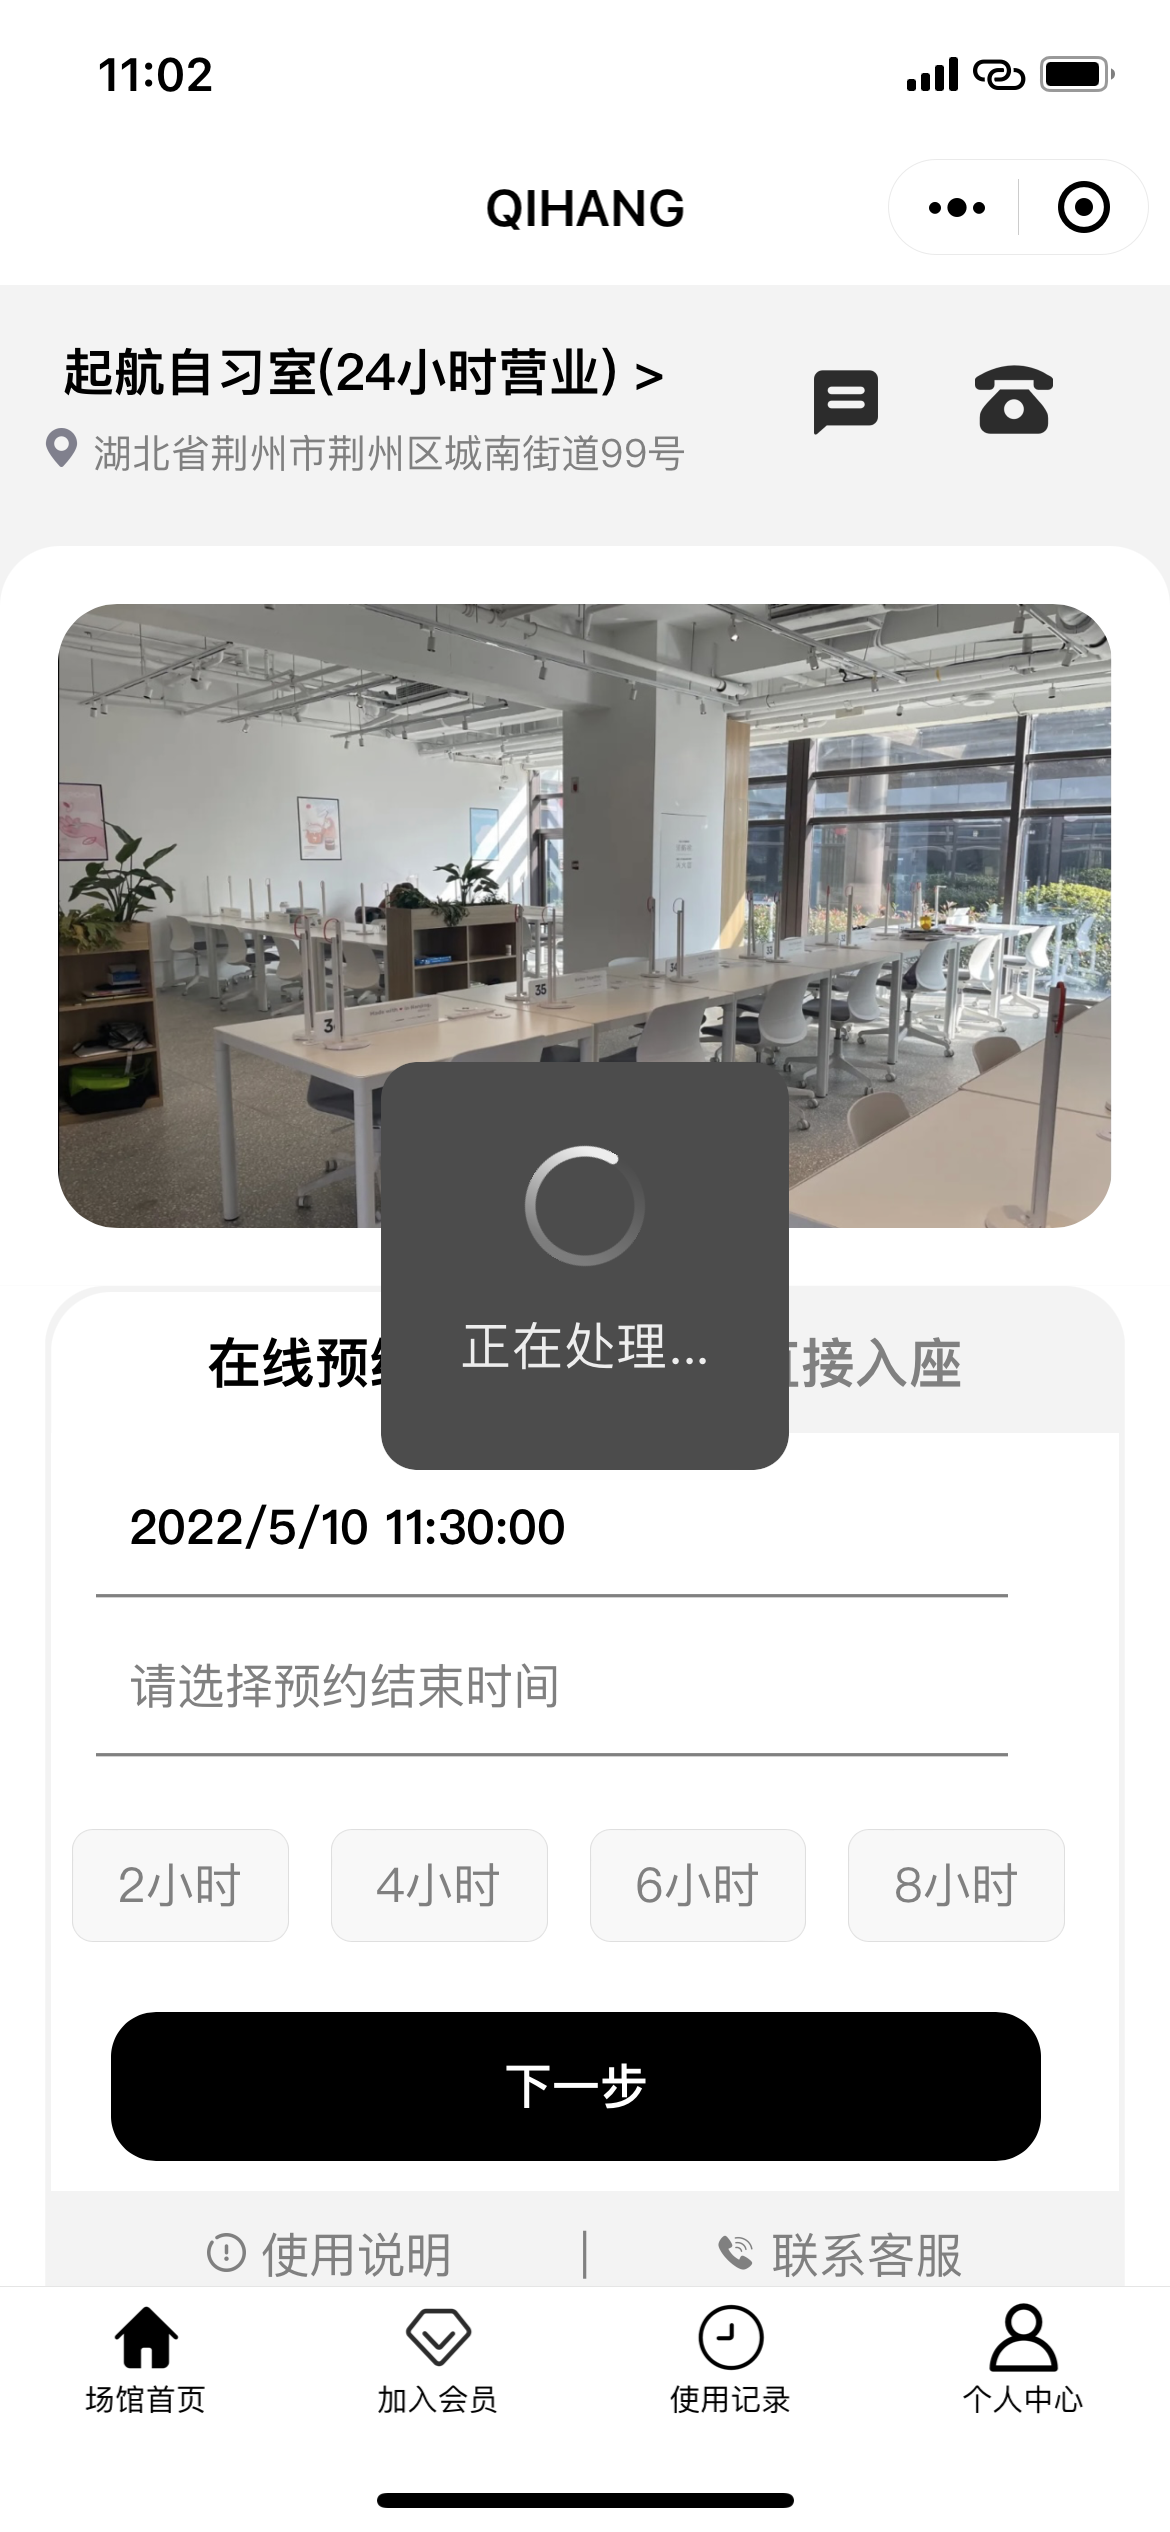 11:02
QIHANG
起航自习室(24小时营业) >
湖北省荆州市荆州区城南街道99号
35
34
正在处理...
在线预
接入座
2022/5/10 11:30:00
请选择预约结束时间
2小时 4小时 6小时 8小时
下一步
使用说明 | 联系客服
场馆首页 加入会员 使用记录 个人中心